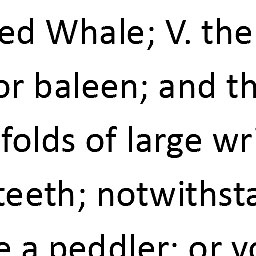 ed Whale; V. the
or baleen; and th
folds of large wr
teeth; notwithsta
e a peddler; or yo